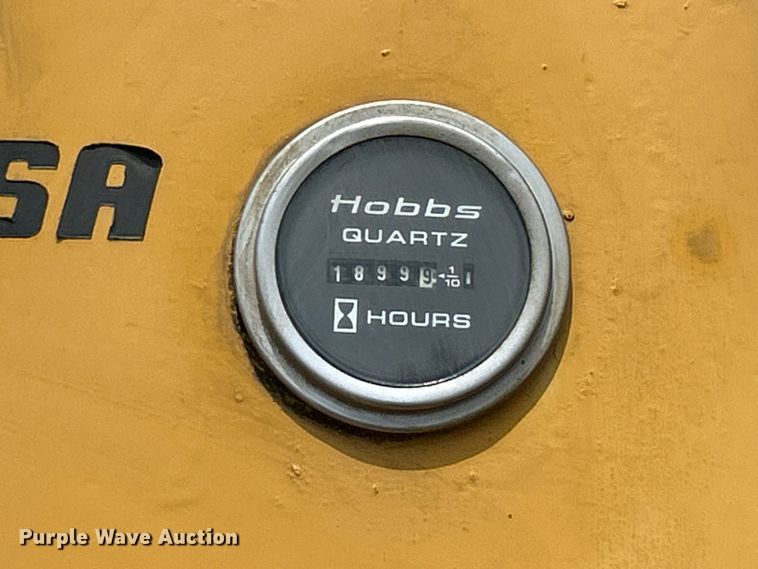 SA
Hobbs
QUARTZ
18999 ◄1/10
HOURS
Purple Wave Auction